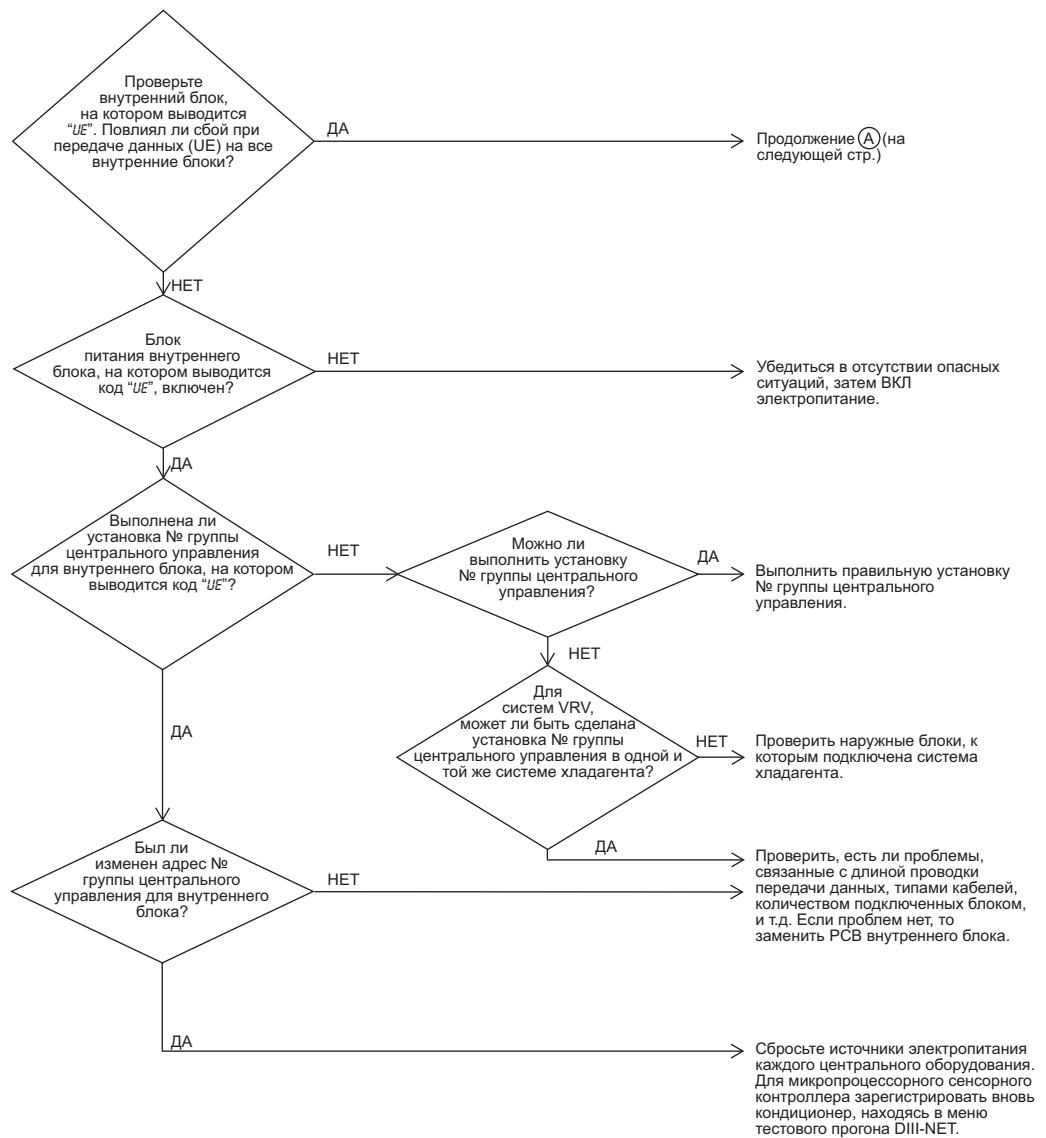 Проверьте
внутренний блок,
на котором выводится
“UE”. Повлиял ли сбой при
передаче данных (UE) на все
внутренние блоки?
ДА
Продолжение (A) (на
следующей стр.)
НЕТ
Блок
питания внутреннего
блока, на котором выводится
код “UE”, включен?
НЕТ
Убедиться в отсутствии опасных
ситуаций, затем ВКЛ
электропитание.
ДА
Выполнена ли
установка № группы
центрального управления
для внутреннего блока, на котором
выводится код “UE”?
НЕТ
Можно ли
выполнить установку
№ группы центрального
управления?
ДА
Выполнить правильную установку
№ группы центрального
управления.
НЕТ
Для
систем VRV,
может ли быть сделана
установка № группы
центрального управления в одной и
той же системе хладагента?
НЕТ
Проверить наружные блоки, к
которым подключена система
хладагента.
ДА
ДА
Проверить, есть ли проблемы,
связанные с длиной проводки
передачи данных, типами кабелей,
количеством подключенных блоком,
и т.д. Если проблем нет, то
заменить PCB внутреннего блока.
Был ли
изменен адрес №
группы центрального
управления для внутреннего
блока?
НЕТ
ДА
Сбросьте источники электропитания
каждого центрального оборудования.
Для микропроцессорного сенсорного
контроллера зарегистрировать вновь
кондиционер, находясь в меню
тестового прогона DIII-NET.